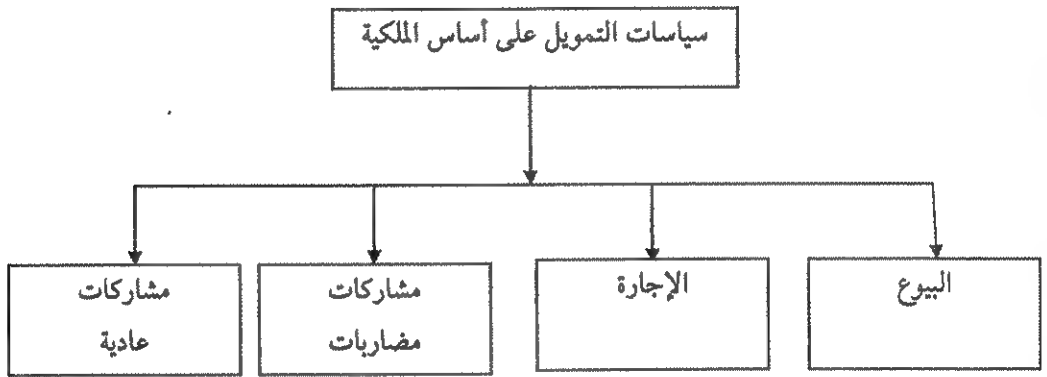 سياسات التمويل على أساس الملكية
البيوع
الإجارة
مشاركات
مضاربات
مشاركات
عادية